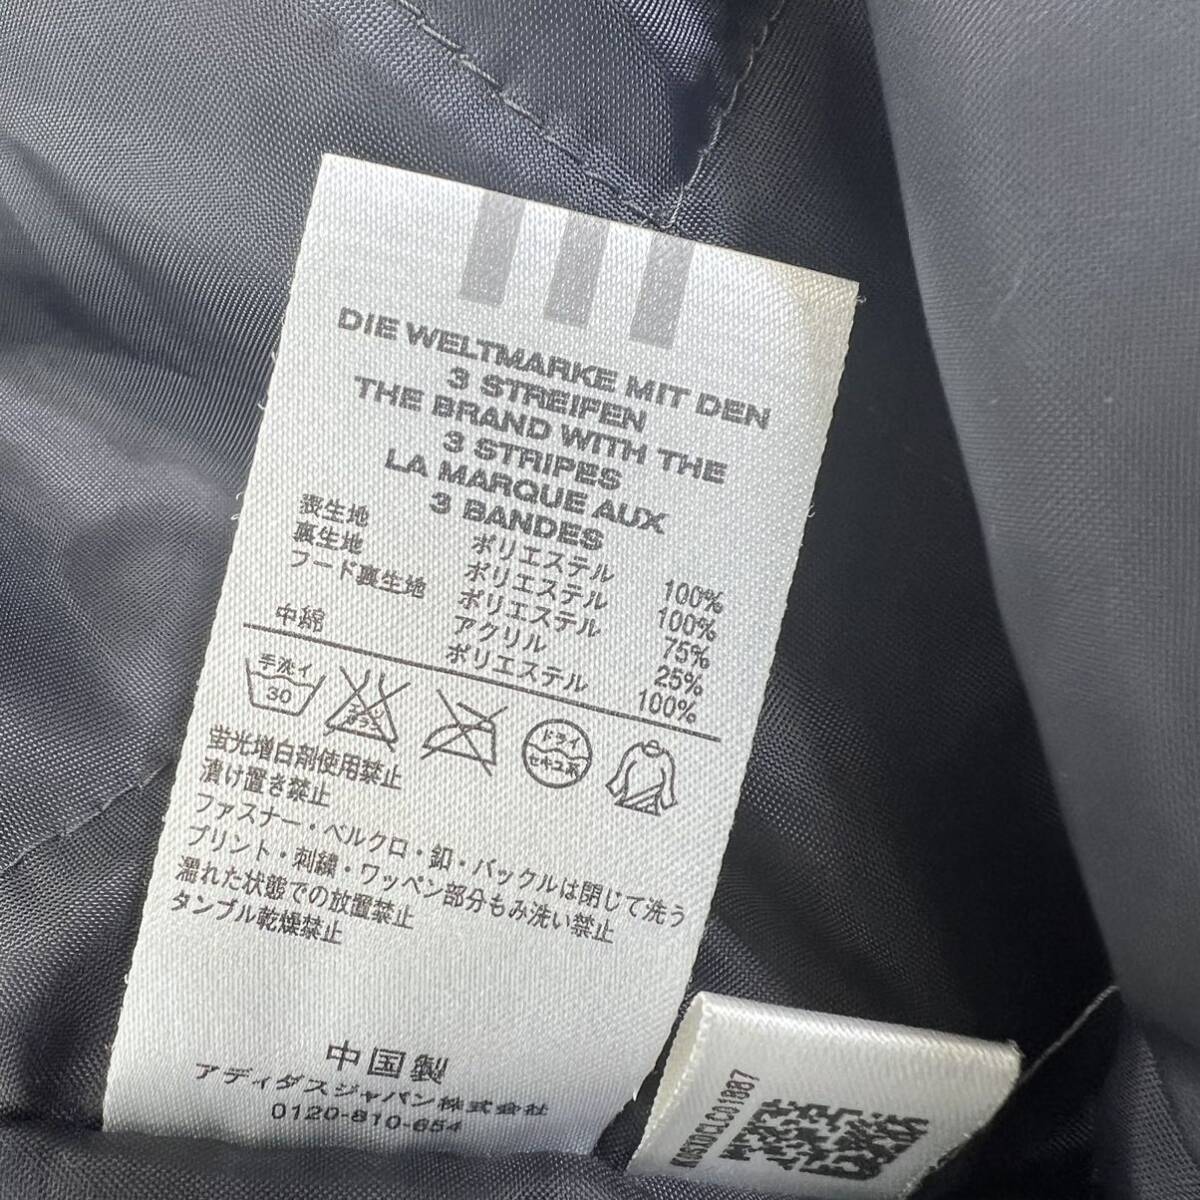 DIE WELTMARKE MIT DEN
3 STREIFEN
THE BRAND WITH THE
3 STRIPES
LA MARQUE AUX
3 BANDES
表生地 ポリエステル 100%
裏生地 ポリエステル 100%
フード裏生地 ポリエステル 75%
アクリル 25%
中綿 ポリエステル 100%
手洗イ
30
エンソ
サラシ
ドライ
セキユ系
蛍光増白剤使用禁止
漬け置き禁止
ファスナー・ベルクロ・釦・バックルは閉じて洗う
プリント・刺繍・ワッペン部分もみ洗い禁止
濡れた状態での放置禁止
タンブル乾燥禁止
中国製
アディダスジャパン株式会社
0120-810-654